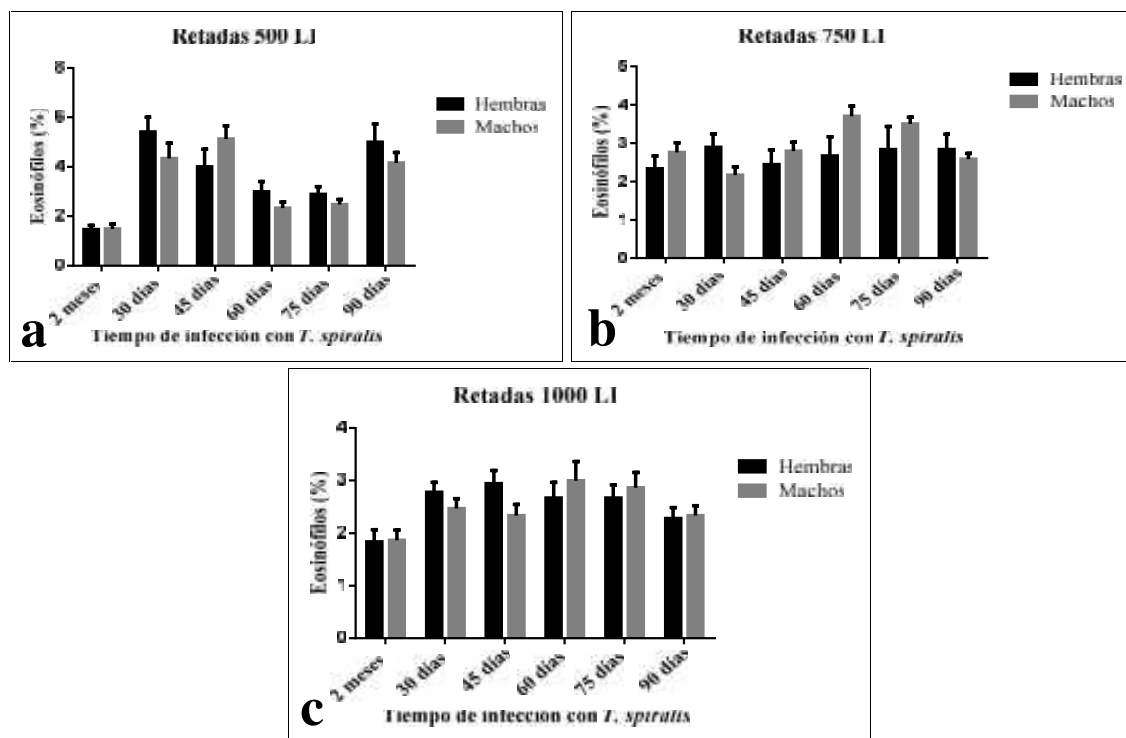 Retadas 500 LI
8
6
4
2
0
Eosinófilos (%)
Hembras
Machos
2 meses
30 días
45 días
60 días
75 días
90 días
Tiempo de infección con T. spiralis
a
Retadas 750 LI
5
4
3
2
1
0
Eosinófilos (%)
Hembras
Machos
2 meses
30 días
45 días
60 días
75 días
90 días
Tiempo de infección con T. spiralis
b
Retadas 1000 LI
4
3
2
1
0
Eosinófilos (%)
Hembras
Machos
2 meses
30 días
45 días
60 días
75 días
90 días
Tiempo de infección con T. spiralis
c